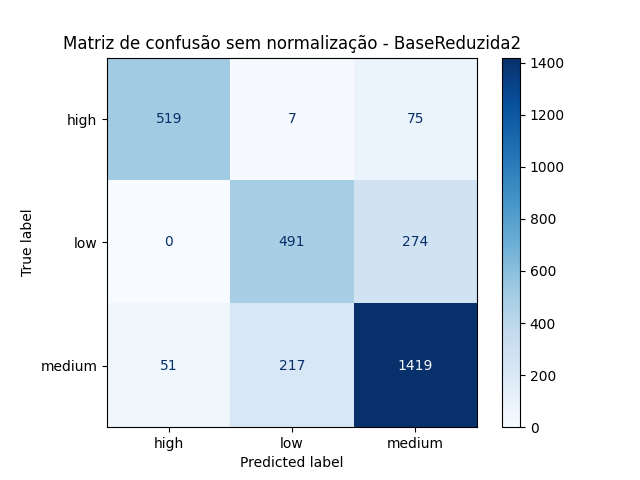 Matriz de confusão sem normalização - BaseReduzida2
high 519 7 75
low 0 491 274
medium 51 217 1419
high low medium
Predicted label
True label
1400
1200
1000
800
600
400
200
0